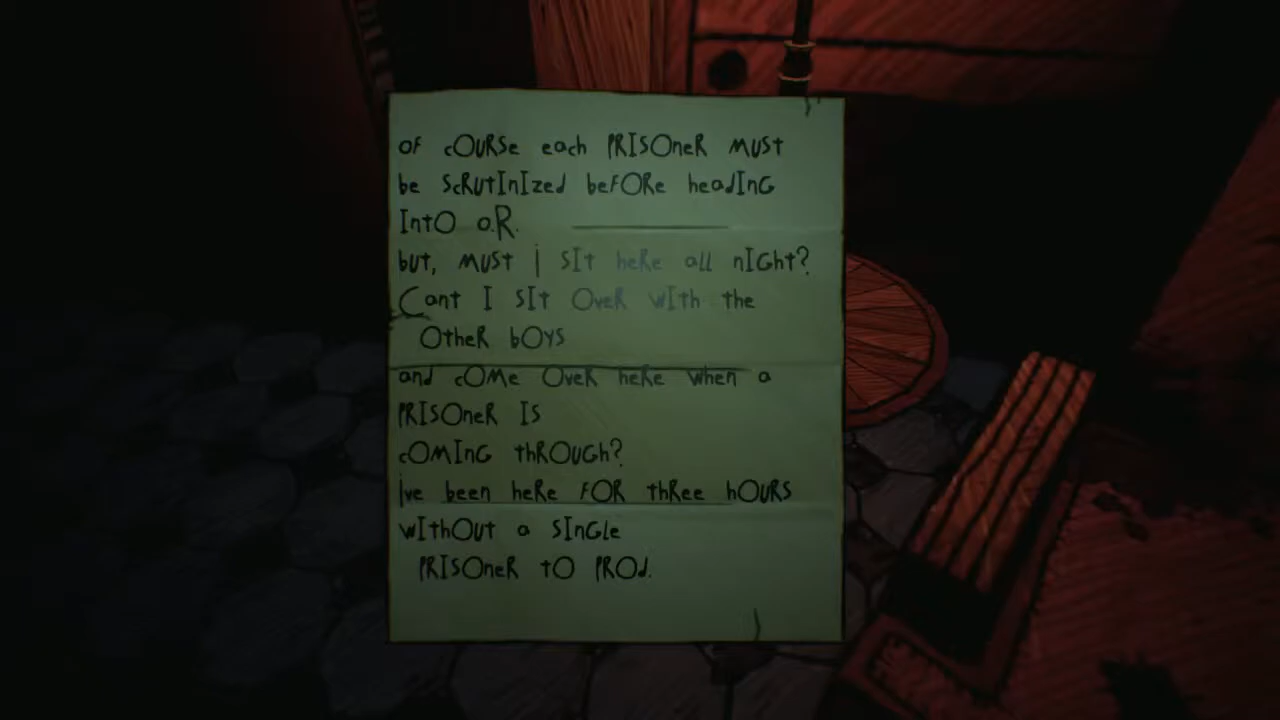 OF cOURSe each PRISOneR MUST
be ScRUTInIzed beFORe headInG
InTO O.R.
but, MUST i SIT heRe all nIGhT?
Cant I SIT OveR WITh the
OtheR bOYS
and cOMe OveR heRe when a
PRISOneR IS
cOMInG thROUGh?
ive been heRe FOR thRee hOURS
wIthOUT a SInGle
PRISOneR tO PROd.